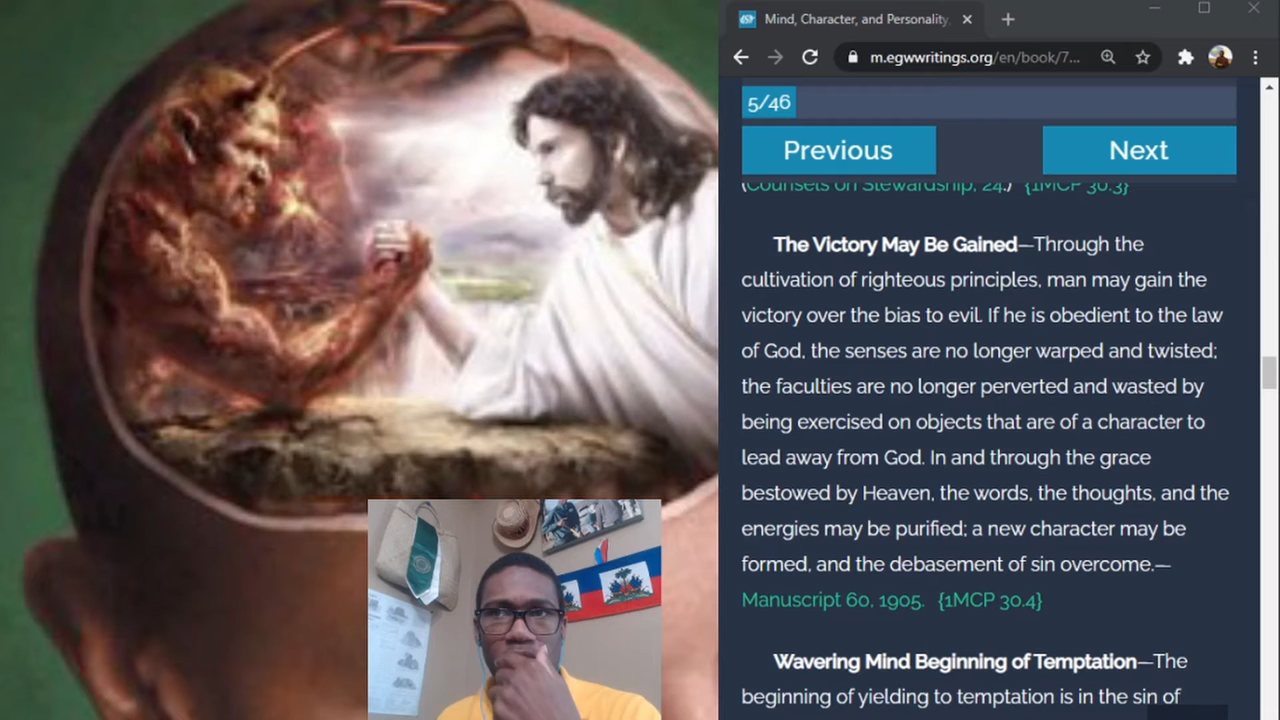 Mind, Character, and Personality
m.egwwritings.org/en/book/7...
5/46
Previous
Next
(Counsels on Stewardship, 24.) {1MCP 30.3}
The Victory May Be Gained—Through the
cultivation of righteous principles, man may gain the
victory over the bias to evil. If he is obedient to the law
of God, the senses are no longer warped and twisted;
the faculties are no longer perverted and wasted by
being exercised on objects that are of a character to
lead away from God. In and through the grace
bestowed by Heaven, the words, the thoughts, and the
energies may be purified; a new character may be
formed, and the debasement of sin overcome.—
Manuscript 60, 1905. {1MCP 30.4}
Wavering Mind Beginning of Temptation—The
beginning of yielding to temptation is in the sin of